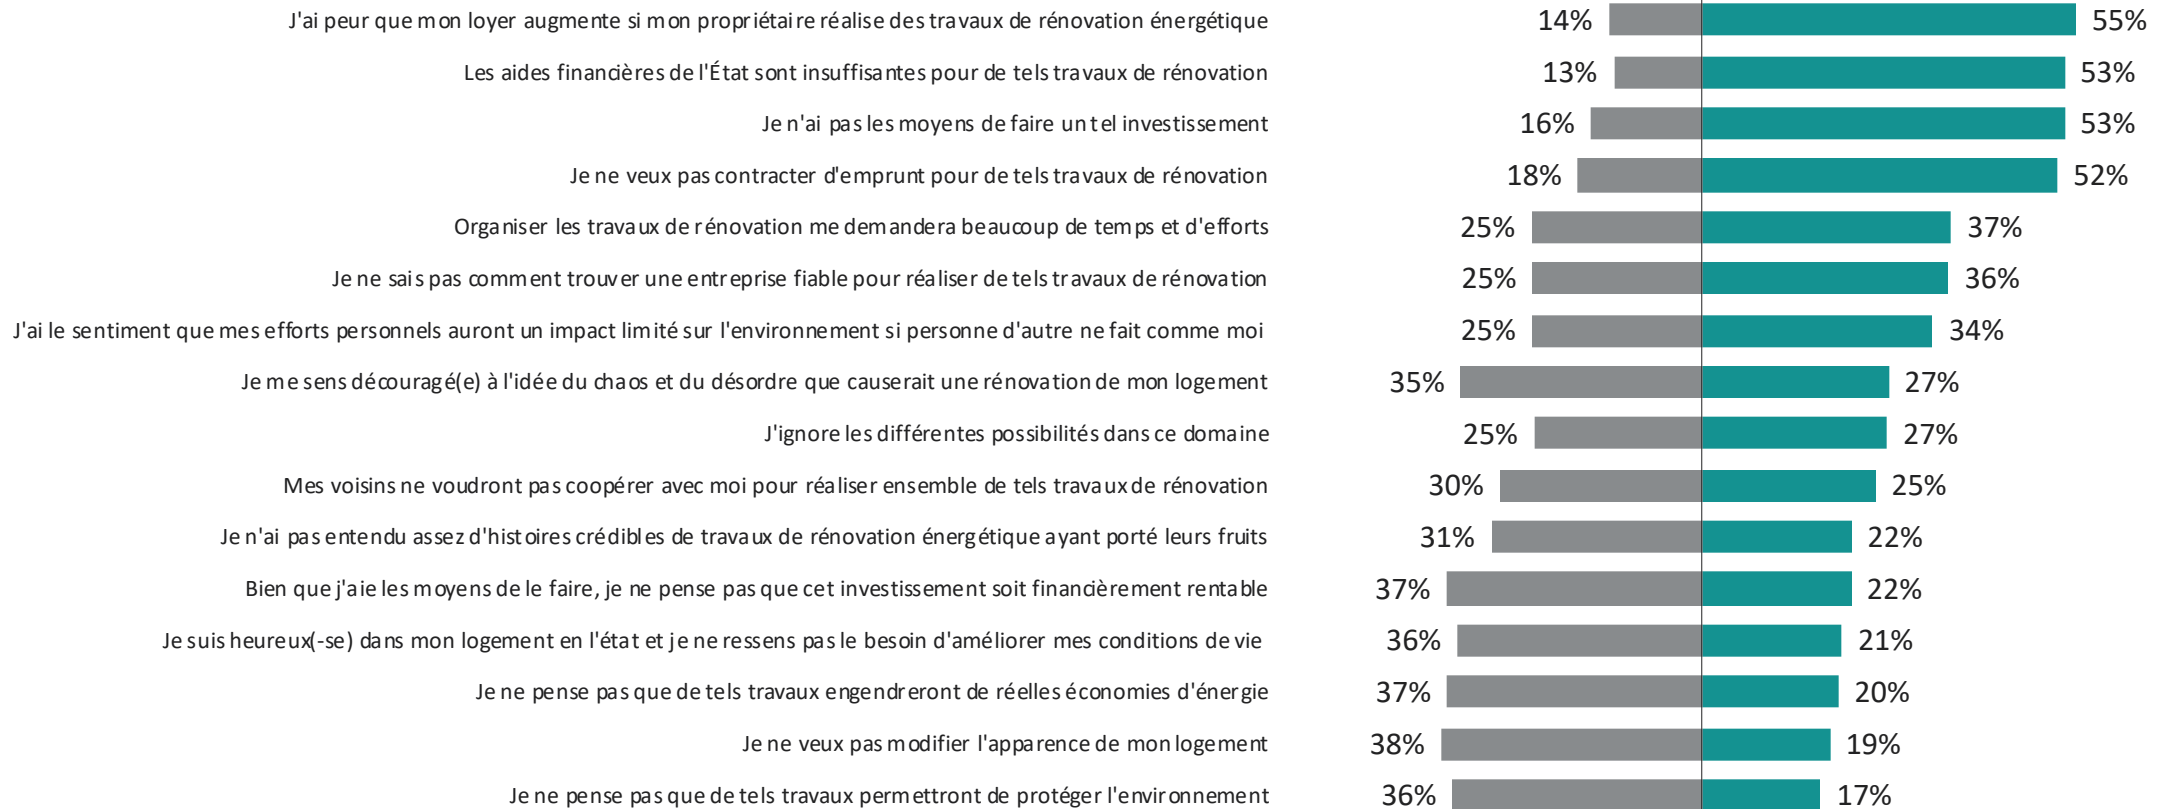 J'ai peur que mon loyer augmente si mon propriétaire réalise des travaux de rénovation énergétique 14% 55%
Les aides financières de l'État sont insuffisantes pour de tels travaux de rénovation 13% 53%
Je n'ai pas les moyens de faire un tel investissement 16% 53%
Je ne veux pas contracter d'emprunt pour de tels travaux de rénovation 18% 52%
Organiser les travaux de rénovation me demandera beaucoup de temps et d'efforts 25% 37%
Je ne sais pas comment trouver une entreprise fiable pour réaliser de tels travaux de rénovation 25% 36%
J'ai le sentiment que mes efforts personnels auront un impact limité sur l'environnement si personne d'autre ne fait comme moi 25% 34%
Je me sens découragé(e) à l'idée du chaos et du désordre que causerait une rénovation de mon logement 35% 27%
J'ignore les différentes possibilités dans ce domaine 25% 27%
Mes voisins ne voudront pas coopérer avec moi pour réaliser ensemble de tels travaux de rénovation 30% 25%
Je n'ai pas entendu assez d'histoires crédibles de travaux de rénovation énergétique ayant porté leurs fruits 31% 22%
Bien que j'aie les moyens de le faire, je ne pense pas que cet investissement soit financièrement rentable 37% 22%
Je suis heureux(-se) dans mon logement en l'état et je ne ressens pas le besoin d'améliorer mes conditions de vie 36% 21%
Je ne pense pas que de tels travaux engendreront de réelles économies d'énergie 37% 20%
Je ne veux pas modifier l'apparence de mon logement 38% 19%
Je ne pense pas que de tels travaux permettront de protéger l'environnement 36% 17%